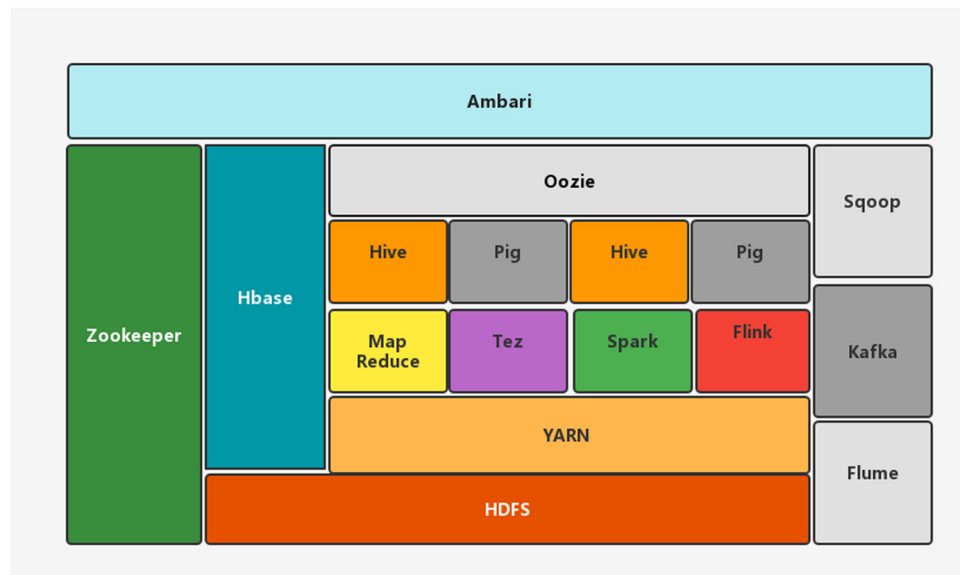 Ambari
Zookeeper
Hbase
Oozie
Sqoop
Hive
Pig
Hive
Pig
Map
Reduce
Tez
Spark
Flink
Kafka
YARN
Flume
HDFS